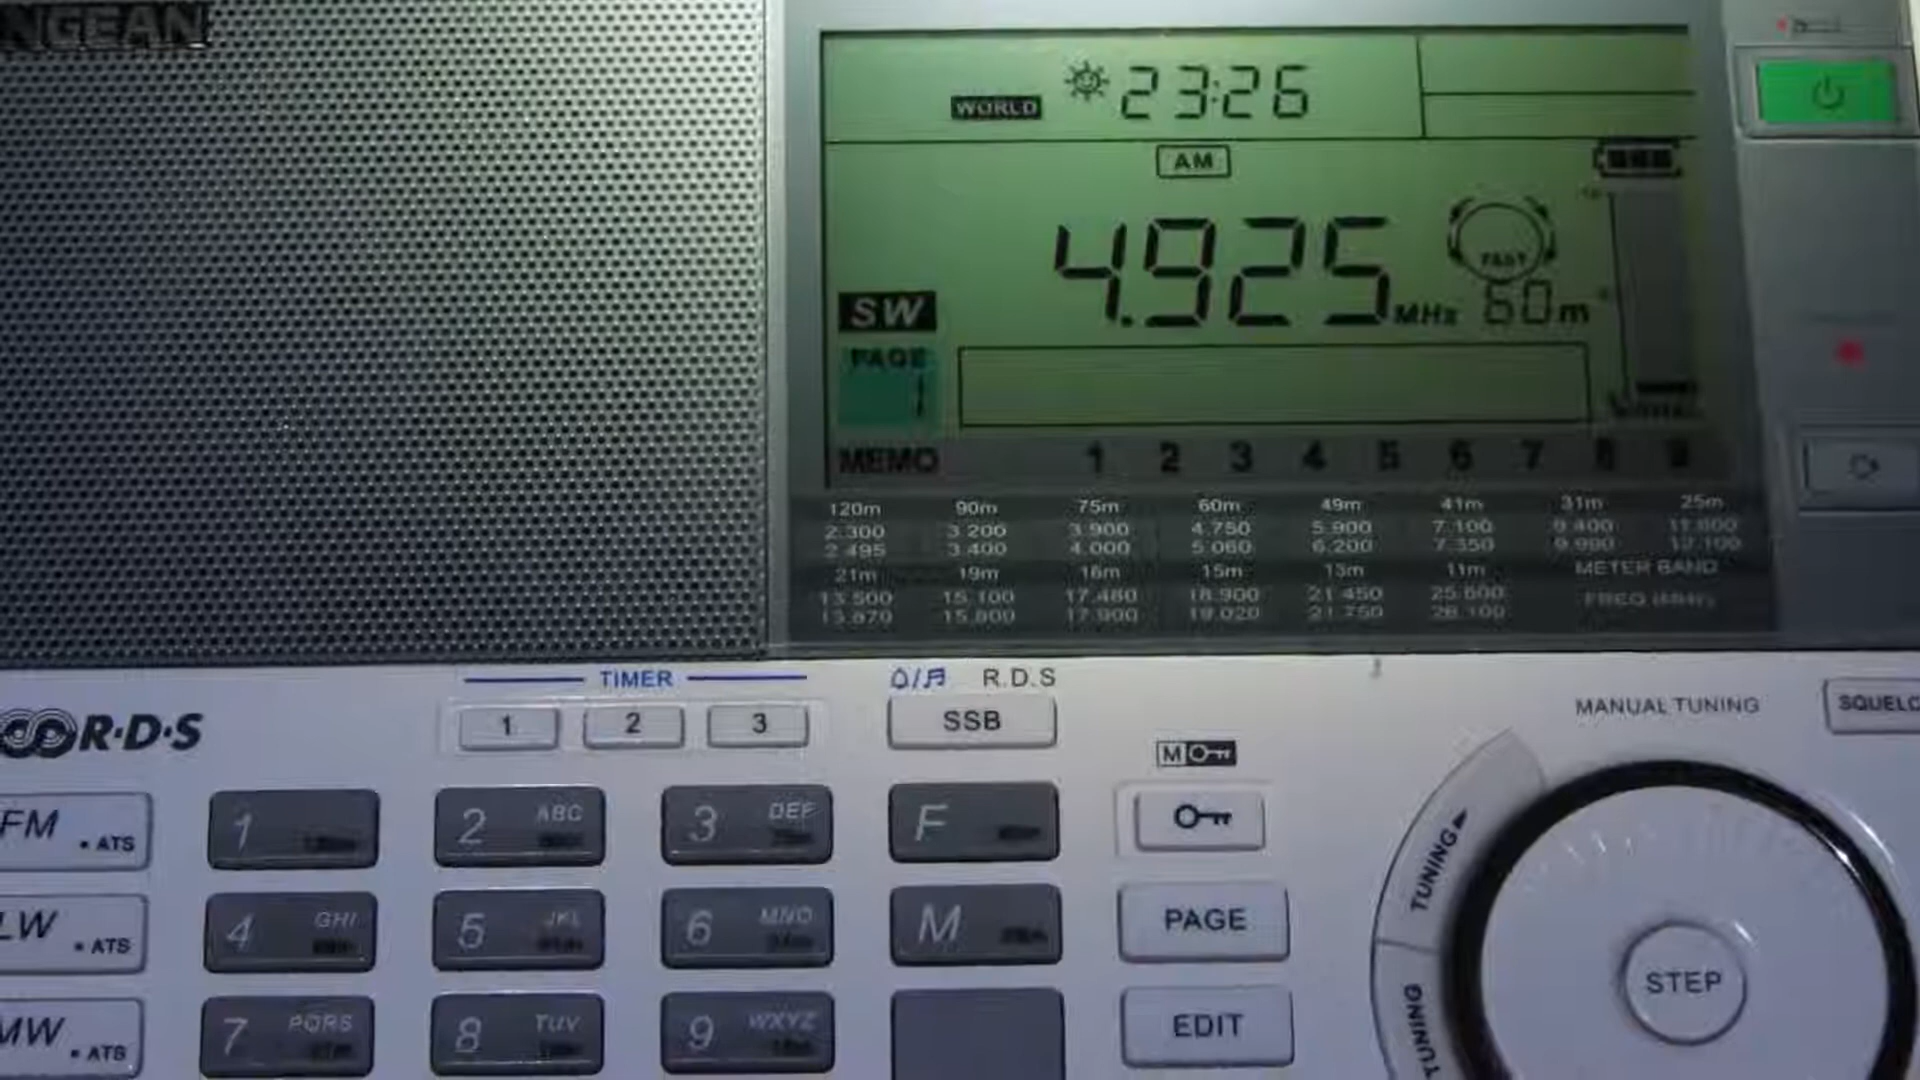 NGEAN
WORLD 23:26
AM
4.925 MHz 60m
FAST
SW
PAGE
1
MEMO 1 2 3 4 5 6 7 8 9
120m 90m 75m 60m 49m 41m 31m 25m
2.300 3.200 3.900 4.750 5.900 7.100 9.400
2.495 3.400 4.000 5.060 6.200 7.350
21m 19m 16m 15m 13m 11m METER BAND
13.500 15.100 17.480 18.900 21.450 25.600
13.870 15.800 17.900 19.020 21.750 26.100
TIMER R.D.S
R·D·S 1 2 3 SSB
MANUAL TUNING SQUELC
M
FM • ATS 1 2 ABC 3 DEF F
TUNING
LW • ATS 4 GHI 5 JKL 6 MNO M PAGE
STEP
MW • ATS 7 PQRS 8 TUV 9 WXYZ EDIT
TUNING